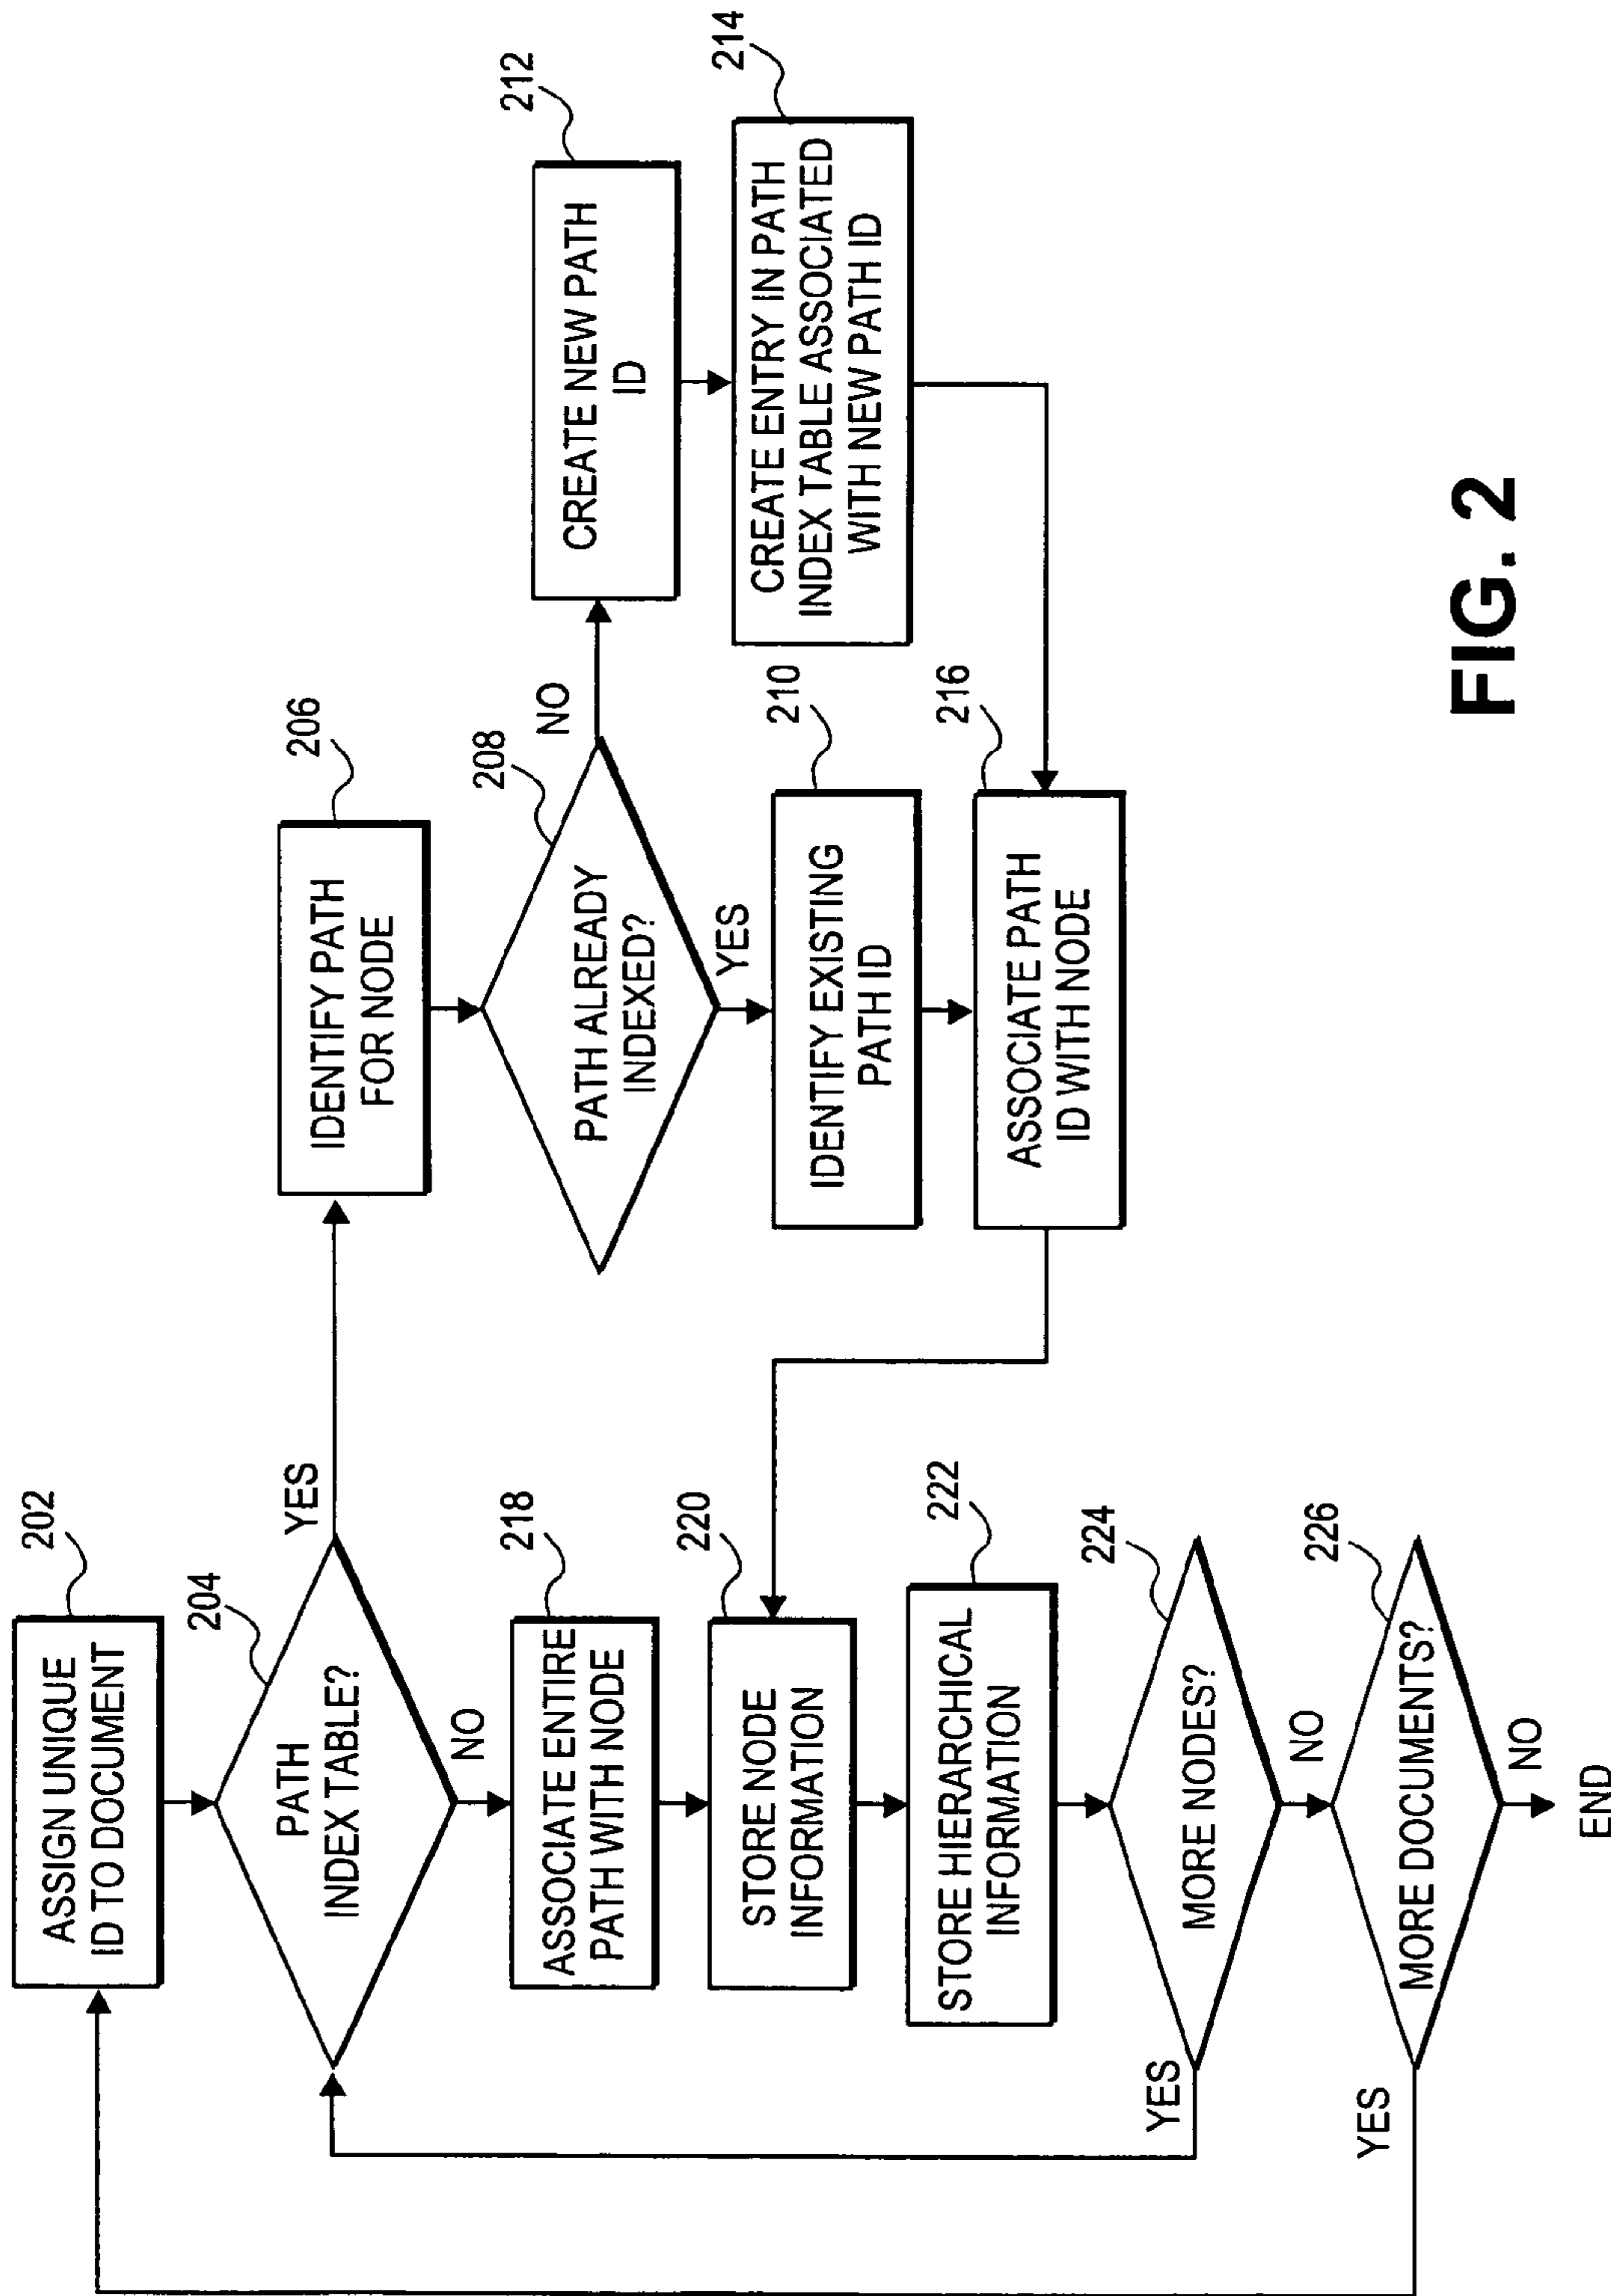 202
ASSIGN UNIQUE
ID TO DOCUMENT
204
PATH
INDEX TABLE?
YES
NO
206
IDENTIFY PATH
FOR NODE
208
PATH ALREADY
INDEXED?
NO
YES
212
CREATE NEW PATH
ID
214
CREATE ENTRY IN PATH
INDEX TABLE ASSOCIATED
WITH NEW PATH ID
210
IDENTIFY EXISTING
PATH ID
216
ASSOCIATE PATH
ID WITH NODE
218
ASSOCIATE ENTIRE
PATH WITH NODE
220
STORE NODE
INFORMATION
222
STORE HIERARCHICAL
INFORMATION
224
MORE NODES?
YES
NO
226
MORE DOCUMENTS?
YES
NO
END
FIG. 2